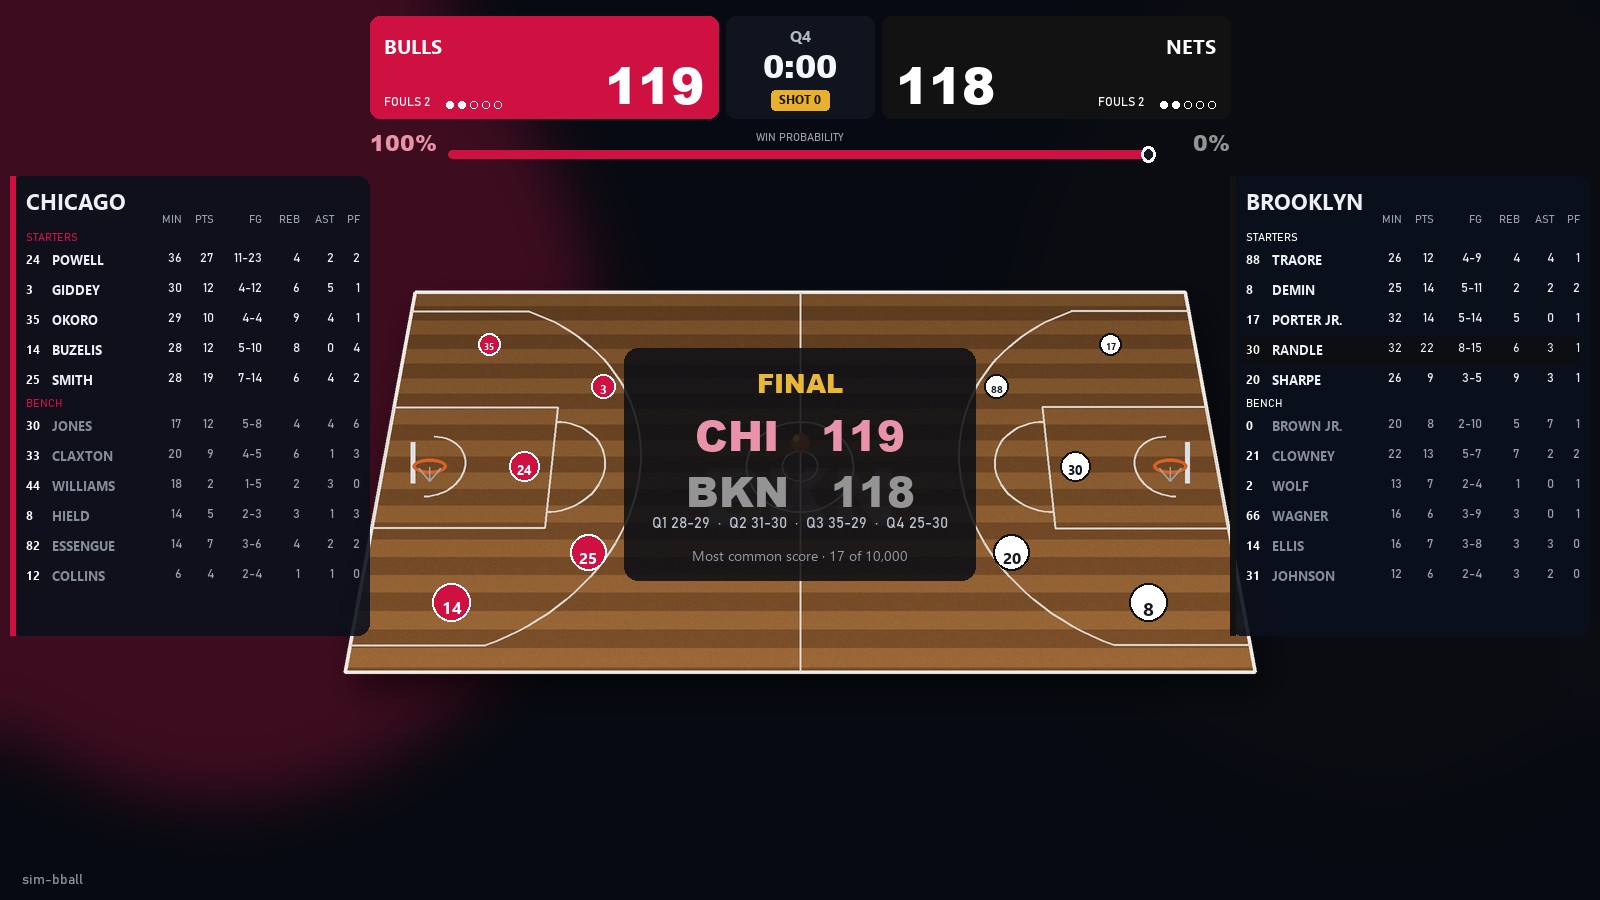 BULLS
119
FOULS 2
Q4
0:00
SHOT 0
NETS
118
FOULS 2
100%
WIN PROBABILITY
0%
CHICAGO
MIN PTS FG REB AST PF
STARTERS
24 POWELL 36 27 11-23 4 2 2
3 GIDDEY 30 12 4-12 6 5 1
35 OKORO 29 10 4-4 9 4 1
14 BUZELIS 28 12 5-10 8 0 4
25 SMITH 28 19 7-14 6 4 2
BENCH
30 JONES 17 12 5-8 4 4 6
33 CLAXTON 20 9 4-5 6 1 3
44 WILLIAMS 18 2 1-5 2 3 0
8 HIELD 14 5 2-3 3 1 3
82 ESSENGUE 14 7 3-6 4 2 2
12 COLLINS 6 4 2-4 1 1 0
35
3
24
25
14
FINAL
CHI 119
BKN 118
Q1 28-29 · Q2 31-30 · Q3 35-29 · Q4 25-30
Most common score · 17 of 10,000
17
88
30
20
8
BROOKLYN
MIN PTS FG REB AST PF
STARTERS
88 TRAORE 26 12 4-9 4 4 1
8 DEMIN 25 14 5-11 2 2 2
17 PORTER JR. 32 14 5-14 5 0 1
30 RANDLE 32 22 8-15 6 3 1
20 SHARPE 26 9 3-5 9 3 1
BENCH
0 BROWN JR. 20 8 2-10 5 7 1
21 CLOWNEY 22 13 5-7 7 2 2
2 WOLF 13 7 2-4 1 0 1
66 WAGNER 16 6 3-9 3 0 1
14 ELLIS 16 7 3-8 3 3 0
31 JOHNSON 12 6 2-4 3 2 0
sim-bball